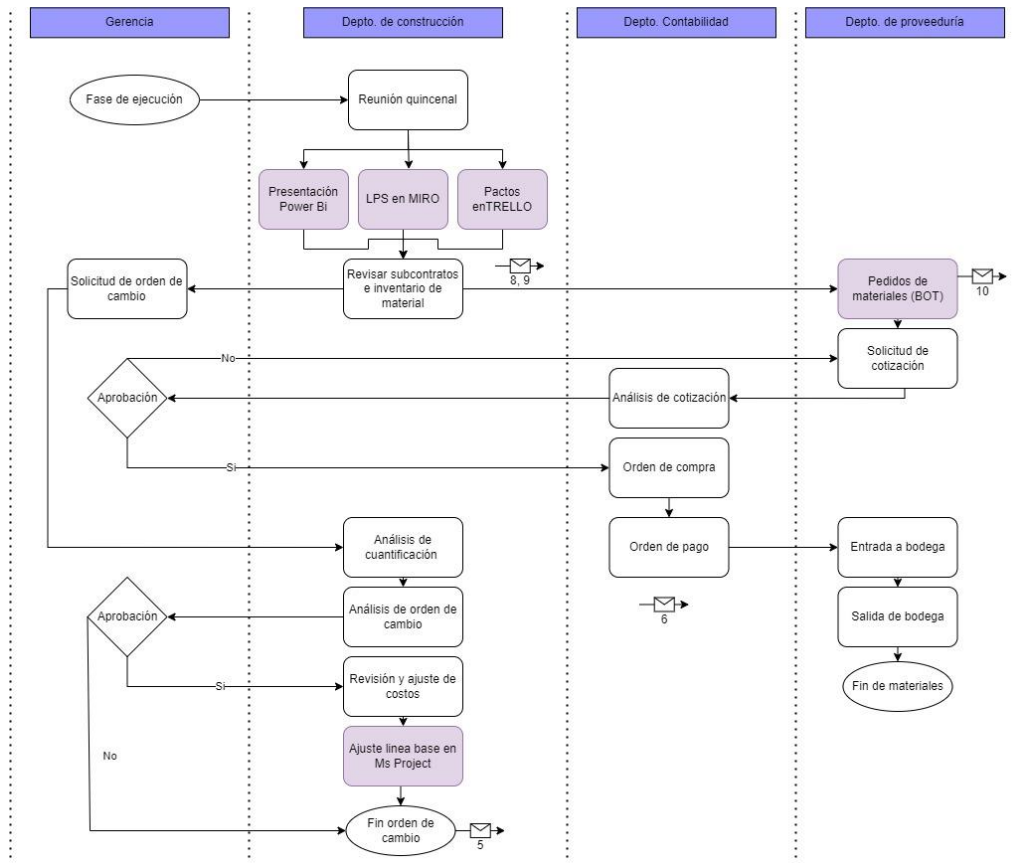 Gerencia
Depto. de construcción
Depto. Contabilidad
Depto. de proveeduría
Fase de ejecución
Reunión quincenal
Presentación
Power Bi
LPS en MIRO
Pactos
enTRELLO
Solicitud de orden de
cambio
Revisar subcontratos
e inventario de
material
8, 9
Pedidos de
materiales (BOT)
10
Solicitud de
cotización
No
Aprobación
Análisis de cotización
Si
Orden de compra
Análisis de
cuantificación
Orden de pago
Entrada a bodega
Aprobación
Análisis de orden de
cambio
6
Salida de bodega
Si
Revisión y ajuste de
costos
Fin de materiales
No
Ajuste linea base en
Ms Project
Fin orden de
cambio
5